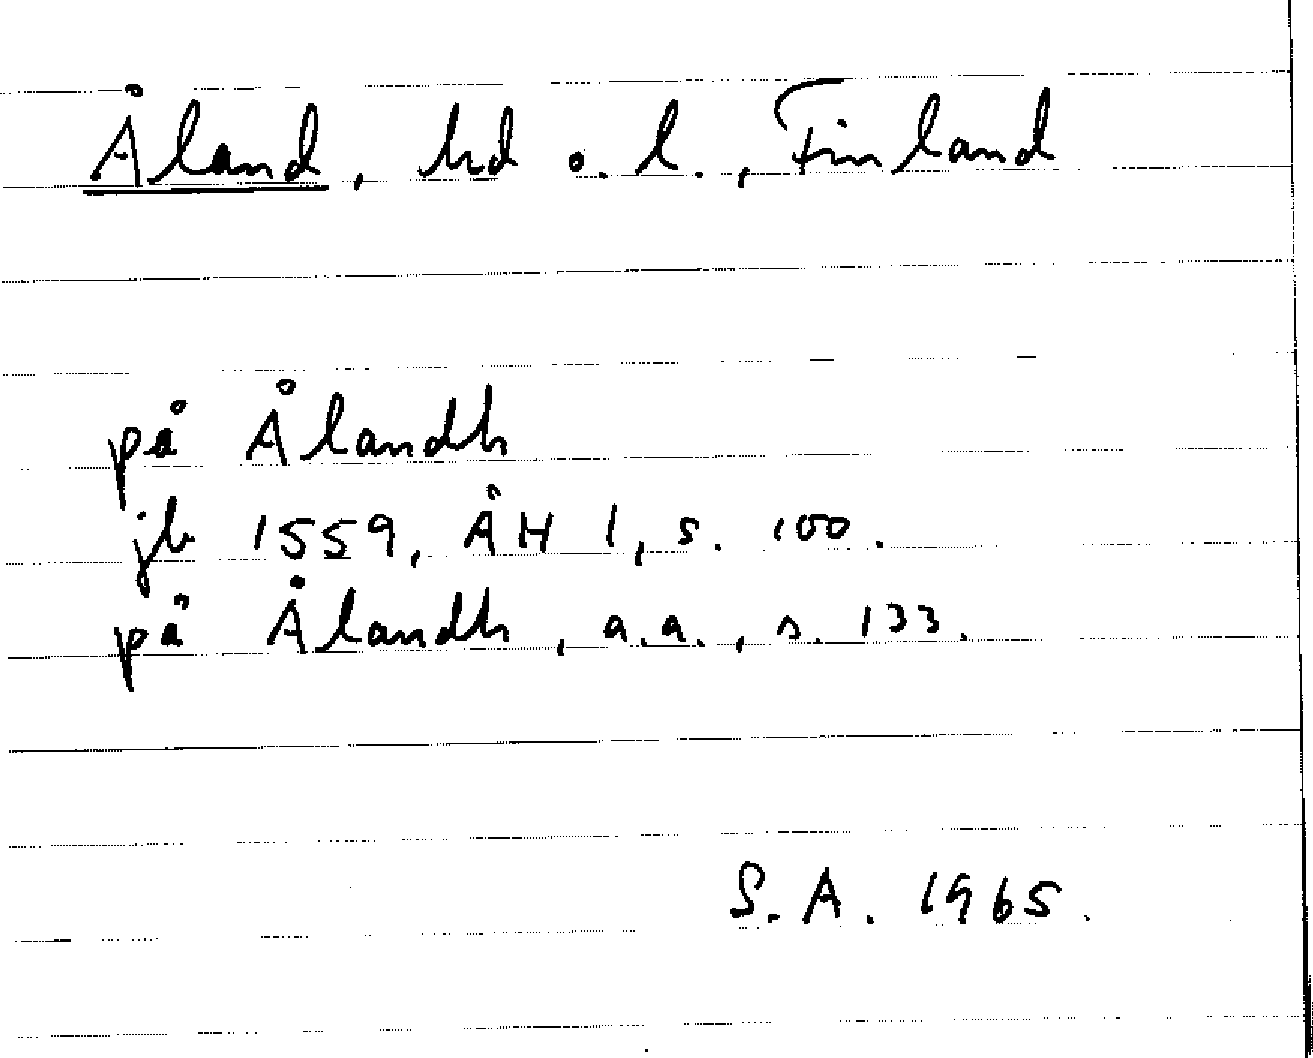 Åland, hd o. l., Finland
på Ålandh
jb 1559, ÅH 1, s. 100.
på Ålandh, a.a., s. 133.
S. A. 1965.